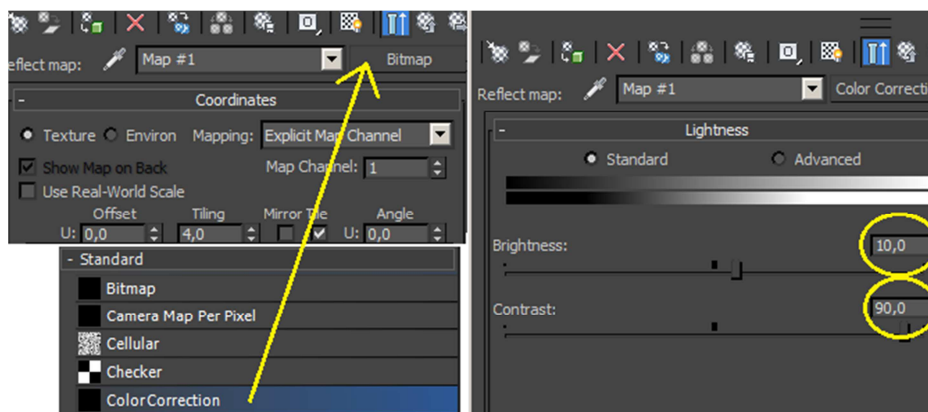 eflect map: Map #1 Bitmap
- Coordinates
Texture Environ Mapping: Explicit Map Channel
Show Map on Back Map Channel: 1
Use Real-World Scale
Offset Tiling Mirror Tile Angle
U: 0,0 4,0 U: 0,0
- Standard
Bitmap
Camera Map Per Pixel
Cellular
Checker
ColorCorrection
Reflect map: Map #1 Color Correcti
- Lightness
Standard Advanced
Brightness: 10,0
Contrast: 90,0